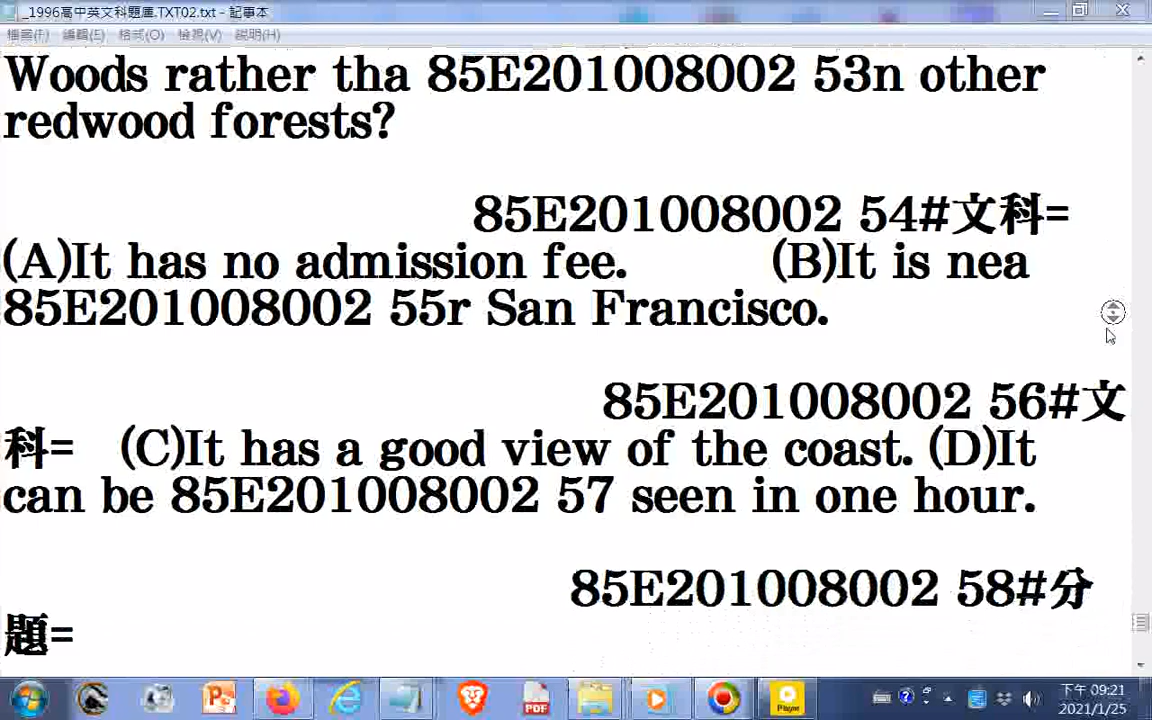 _1996高中英文科題庫.TXT02.txt - 記事本
檔案(F) 編輯(E) 格式(O) 檢視(V) 說明(H)
Woods rather tha 85E201008002 53n other
redwood forests?
85E201008002 54#文科=
(A)It has no admission fee. (B)It is nea
85E201008002 55r San Francisco.
85E201008002 56#文
科= (C)It has a good view of the coast. (D)It
can be 85E201008002 57 seen in one hour.
85E201008002 58#分
題=
PDF
Player
下午 09:21
2021/1/25